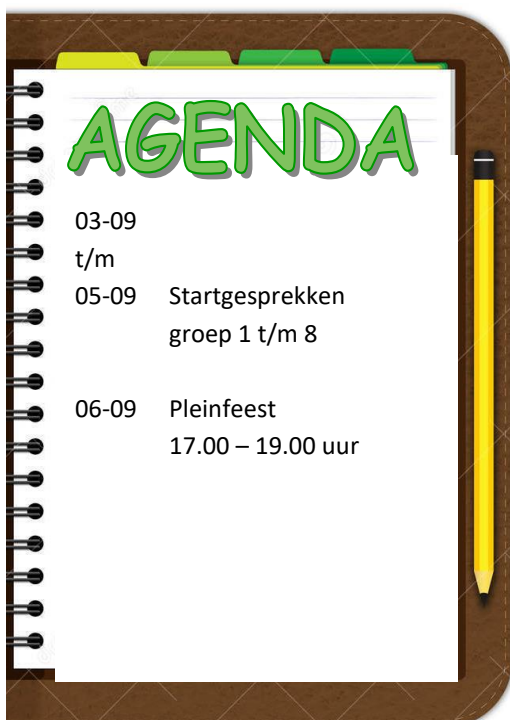 AGENDA
03-09
t/m
05-09 Startgesprekken
groep 1 t/m 8
06-09 Pleinfeest
17.00 – 19.00 uur